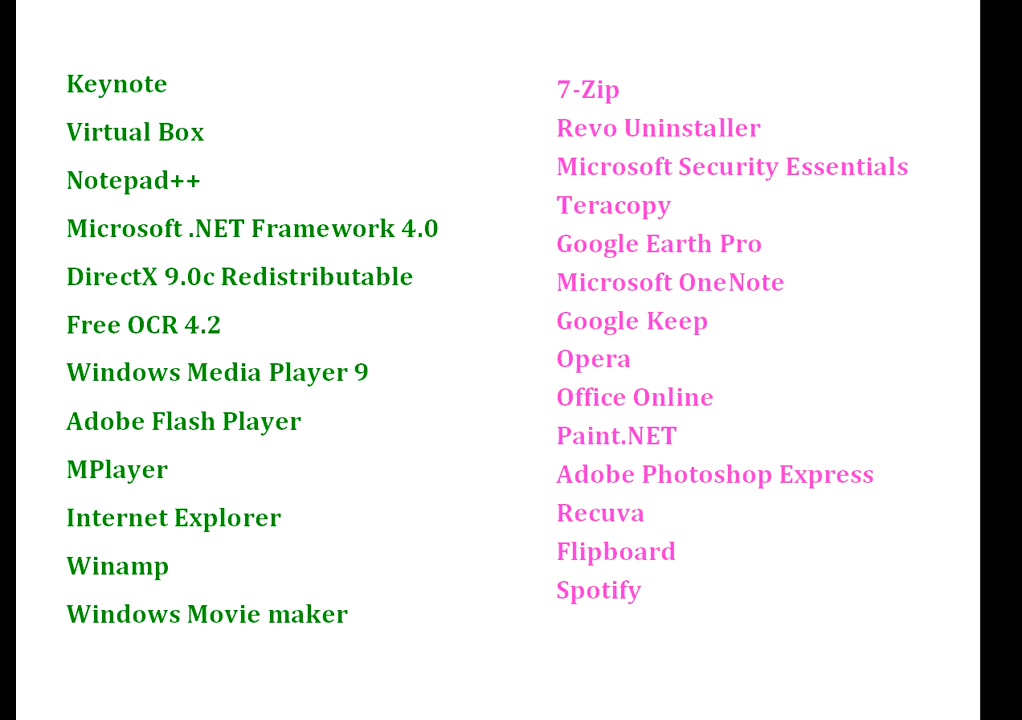 Keynote
Virtual Box
Notepad++
Microsoft .NET Framework 4.0
DirectX 9.0c Redistributable
Free OCR 4.2
Windows Media Player 9
Adobe Flash Player
MPlayer
Internet Explorer
Winamp
Windows Movie maker
7-Zip
Revo Uninstaller
Microsoft Security Essentials
Teracopy
Google Earth Pro
Microsoft OneNote
Google Keep
Opera
Office Online
Paint.NET
Adobe Photoshop Express
Recuva
Flipboard
Spotify